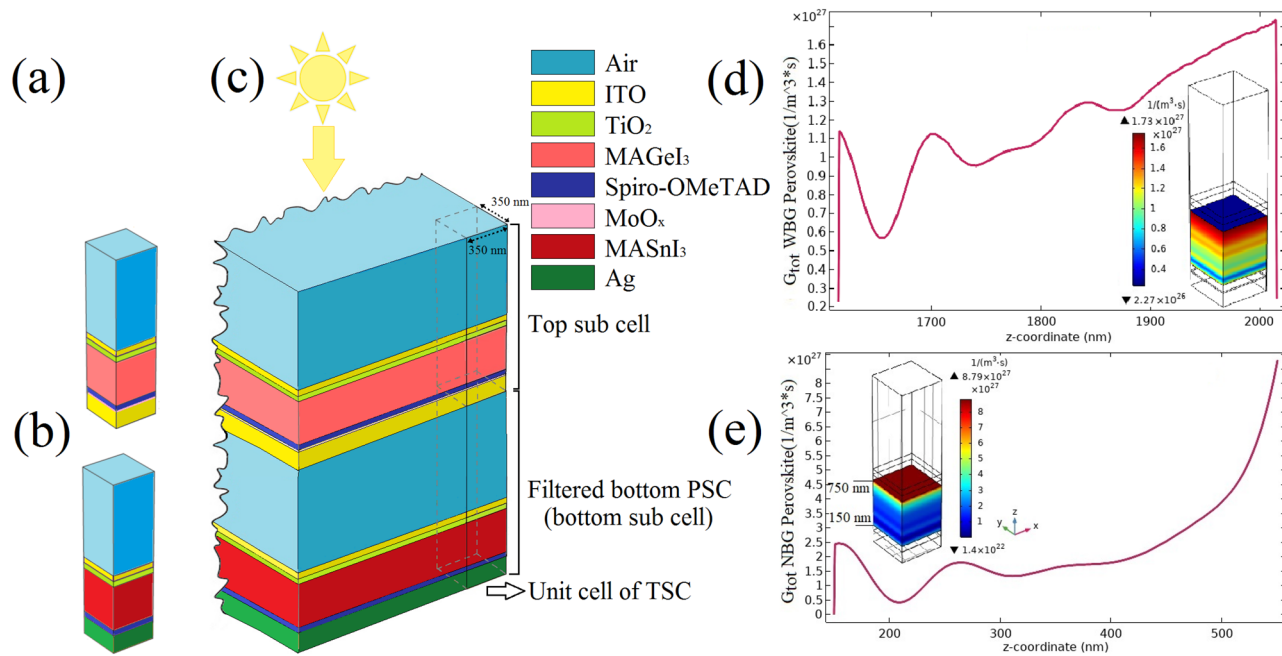 (a)
(b)
(c)
Air
ITO
TiO₂
MAGeI₃
Spiro-OMeTAD
MoOₓ
MASnI₃
Ag
350 nm
350 nm
Top sub cell
Filtered bottom PSC
(bottom sub cell)
Unit cell of TSC
(d)
×10²⁷
1.6
1.5
1.4
1.3
1.2
1.1
1
0.9
0.8
0.7
0.6
0.5
0.4
0.3
0.2
G_tot WBG Perovskite(1/m^3*s)
1700
1800
1900
2000
z-coordinate (nm)
1/(m³·s)
▲ 1.73×10²⁷
×10²⁷
1.6
1.4
1.2
1
0.8
0.6
0.4
▼ 2.27×10²⁶
(e)
×10²⁷
8.5
8
7.5
7
6.5
6
5.5
5
4.5
4
3.5
3
2.5
2
1.5
1
0.5
0
G_tot NBG Perovskite(1/m^3*s)
200
300
400
500
z-coordinate (nm)
1/(m³·s)
▲ 8.79×10²⁷
×10²⁷
8
7
6
5
4
3
2
1
▼ 1.4×10²²
750 nm
150 nm
z
y
x